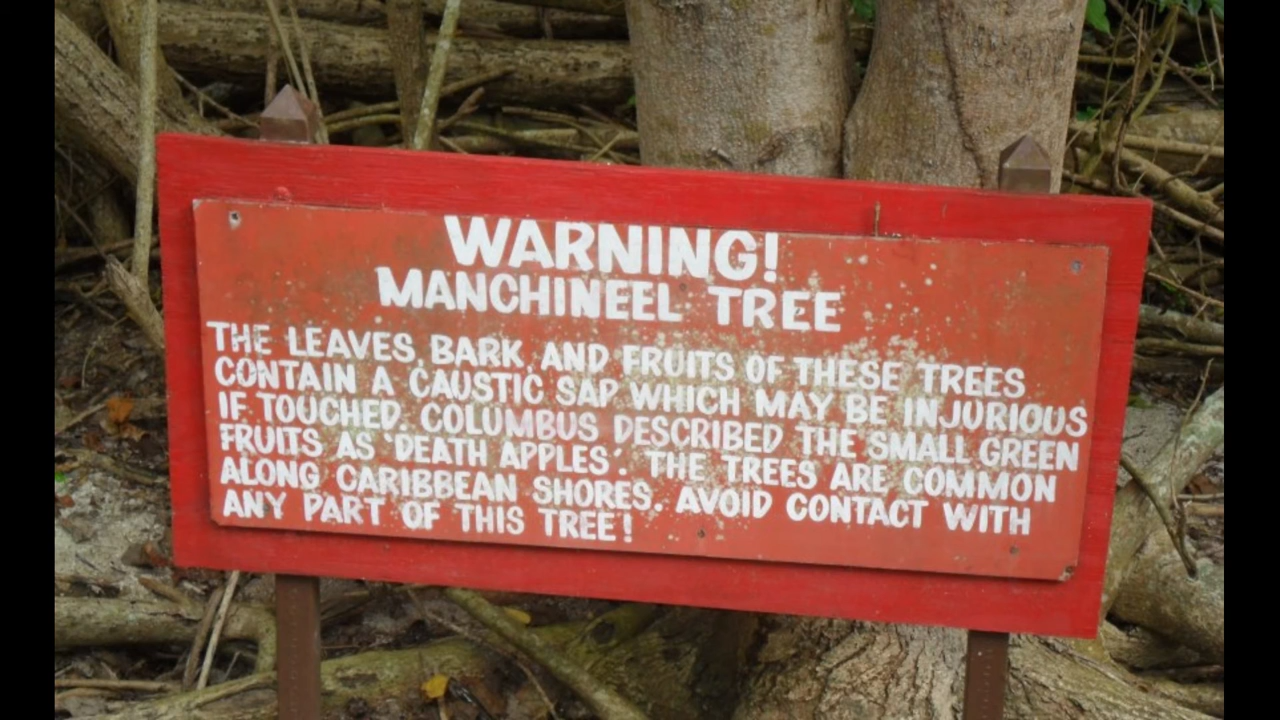 WARNING!
MANCHINEEL TREE
THE LEAVES, BARK, AND FRUITS OF THESE TREES
CONTAIN A CAUSTIC SAP WHICH MAY BE INJURIOUS
IF TOUCHED. COLUMBUS DESCRIBED THE SMALL GREEN
FRUITS AS 'DEATH APPLES'. THE TREES ARE COMMON
ALONG CARIBBEAN SHORES. AVOID CONTACT WITH
ANY PART OF THIS TREE!